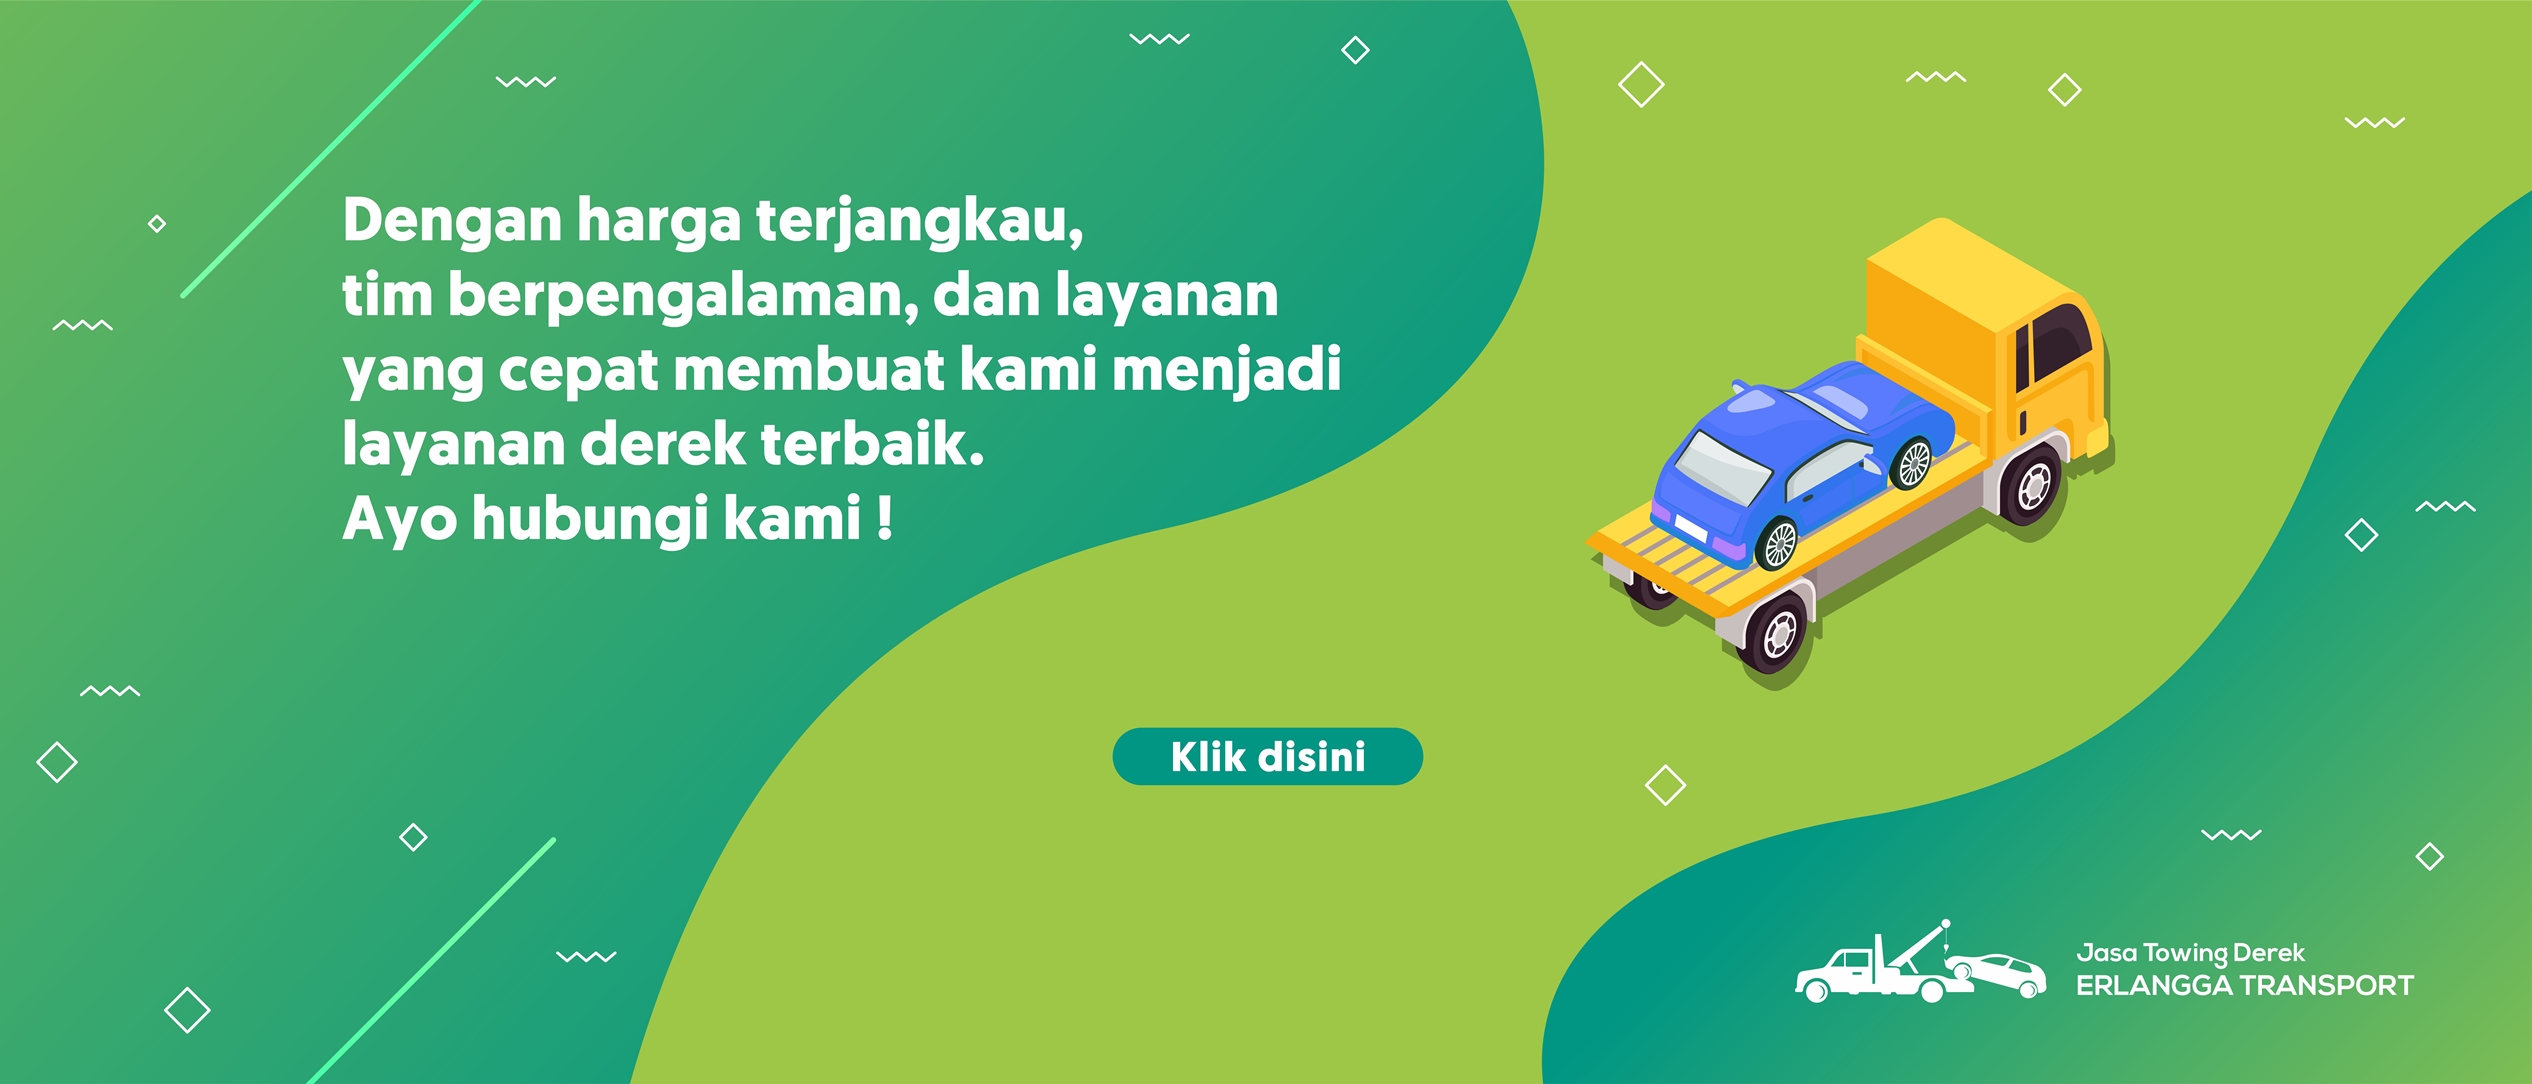 Dengan harga terjangkau,
tim berpengalaman, dan layanan
yang cepat membuat kami menjadi
layanan derek terbaik.
Ayo hubungi kami !
Klik disini
Jasa Towing Derek
ERLANGGA TRANSPORT